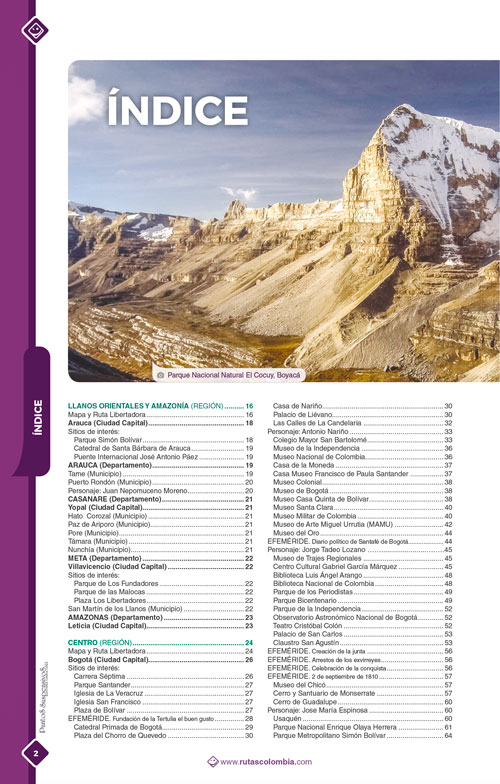 ÍNDICE
Parque Nacional Natural El Cocuy, Boyacá
ÍNDICE
LLANOS ORIENTALES Y AMAZONÍA (REGIÓN) .......... 16
Mapa y Ruta Libertadora .......... 16
Arauca (Ciudad Capital) .......... 18
Sitios de interés:
Parque Simón Bolívar .......... 18
Catedral de Santa Bárbara de Arauca .......... 19
Puente Internacional José Antonio Páez .......... 19
ARAUCA (Departamento) .......... 19
Tame (Municipio) .......... 19
Puerto Rondón (Municipio) .......... 20
Personaje: Juan Nepomuceno Moreno .......... 20
CASANARE (Departamento) .......... 21
Yopal (Ciudad Capital) .......... 21
Hato Corozal (Municipio) .......... 21
Paz de Ariporo (Municipio) .......... 21
Pore (Municipio) .......... 21
Támara (Municipio) .......... 21
Nunchía (Municipio) .......... 21
META (Departamento) .......... 22
Villavicencio (Ciudad Capital) .......... 22
Sitios de interés:
Parque de Los Fundadores .......... 22
Parque de las Malocas .......... 22
Plaza Los Libertadores .......... 22
San Martín de los Llanos (Municipio) .......... 22
AMAZONAS (Departamento) .......... 23
Leticia (Ciudad Capital) .......... 23
CENTRO (REGIÓN) .......... 24
Mapa y Ruta Libertadora .......... 24
Bogotá (Ciudad Capital) .......... 26
Sitios de interés:
Carrera Séptima .......... 26
Parque Santander .......... 27
Iglesia de La Veracruz .......... 27
Iglesia San Francisco .......... 27
Plaza de Bolívar .......... 27
EFEMÉRIDE. Fundación de la Tertulia El buen gusto .......... 28
Catedral Primada de Bogotá .......... 29
Plaza del Chorro de Quevedo .......... 30
Casa de Nariño .......... 30
Palacio de Liévano .......... 30
Las Calles de La Candelaria .......... 32
Personaje: Antonio Nariño .......... 33
Colegio Mayor San Bartolomé .......... 33
Museo de la Independencia .......... 36
Museo Nacional de Colombia .......... 36
Casa de la Moneda .......... 37
Casa Museo Francisco de Paula Santander .......... 37
Museo Colonial .......... 38
Museo de Bogotá .......... 38
Museo Casa Quinta de Bolívar .......... 38
Museo Santa Clara .......... 40
Museo Militar de Colombia .......... 40
Museo de Arte Miguel Urrutia (MAMU) .......... 42
Museo del Oro .......... 44
EFEMÉRIDE. Diario político de Santafé de Bogotá .......... 44
Personaje: Jorge Tadeo Lozano .......... 45
Museo de Trajes Regionales .......... 45
Centro Cultural Gabriel García Márquez .......... 45
Biblioteca Luis Ángel Arango .......... 48
Biblioteca Nacional de Colombia .......... 48
Parque de los Periodistas .......... 49
Parque Bicentenario .......... 49
Parque de la Independencia .......... 52
Observatorio Astronómico Nacional de Bogotá .......... 52
Teatro Cristóbal Colón .......... 52
Palacio de San Carlos .......... 53
Claustro San Agustín .......... 53
EFEMÉRIDE. Creación de la junta .......... 56
EFEMÉRIDE. Arrestos de los exvirreyes .......... 56
EFEMÉRIDE. Celebración de la conquista .......... 56
EFEMÉRIDE. 2 de septiembre de 1810 .......... 57
Museo del Chicó .......... 57
Cerro y Santuario de Monserrate .......... 57
Cerro de Guadalupe .......... 60
Personaje: Jose María Espinosa .......... 60
Usaquén .......... 60
Parque Nacional Enrique Olaya Herrera .......... 61
Parque Metropolitano Simón Bolívar .......... 64
2
www.rutascolombia.com